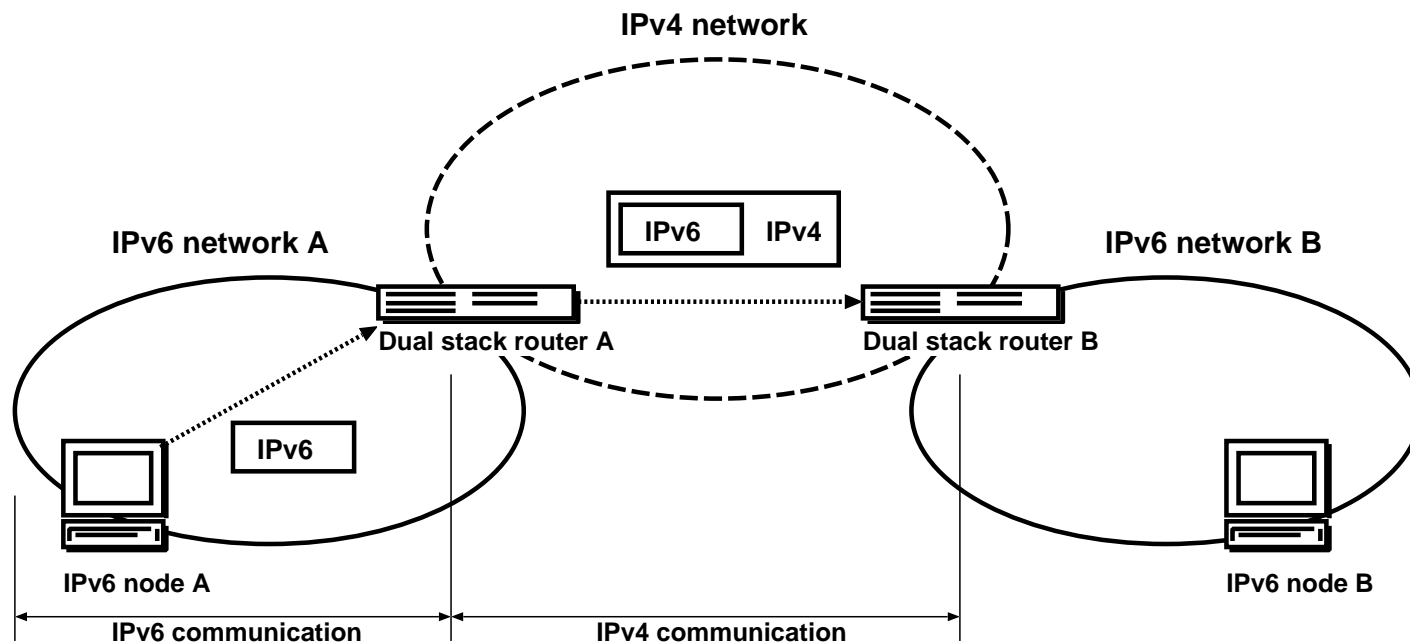 IPv4 network
IPv6 IPv4
IPv6 network A
IPv6 network B
Dual stack router A
Dual stack router B
IPv6
IPv6 node A
IPv6 node B
IPv6 communication
IPv4 communication